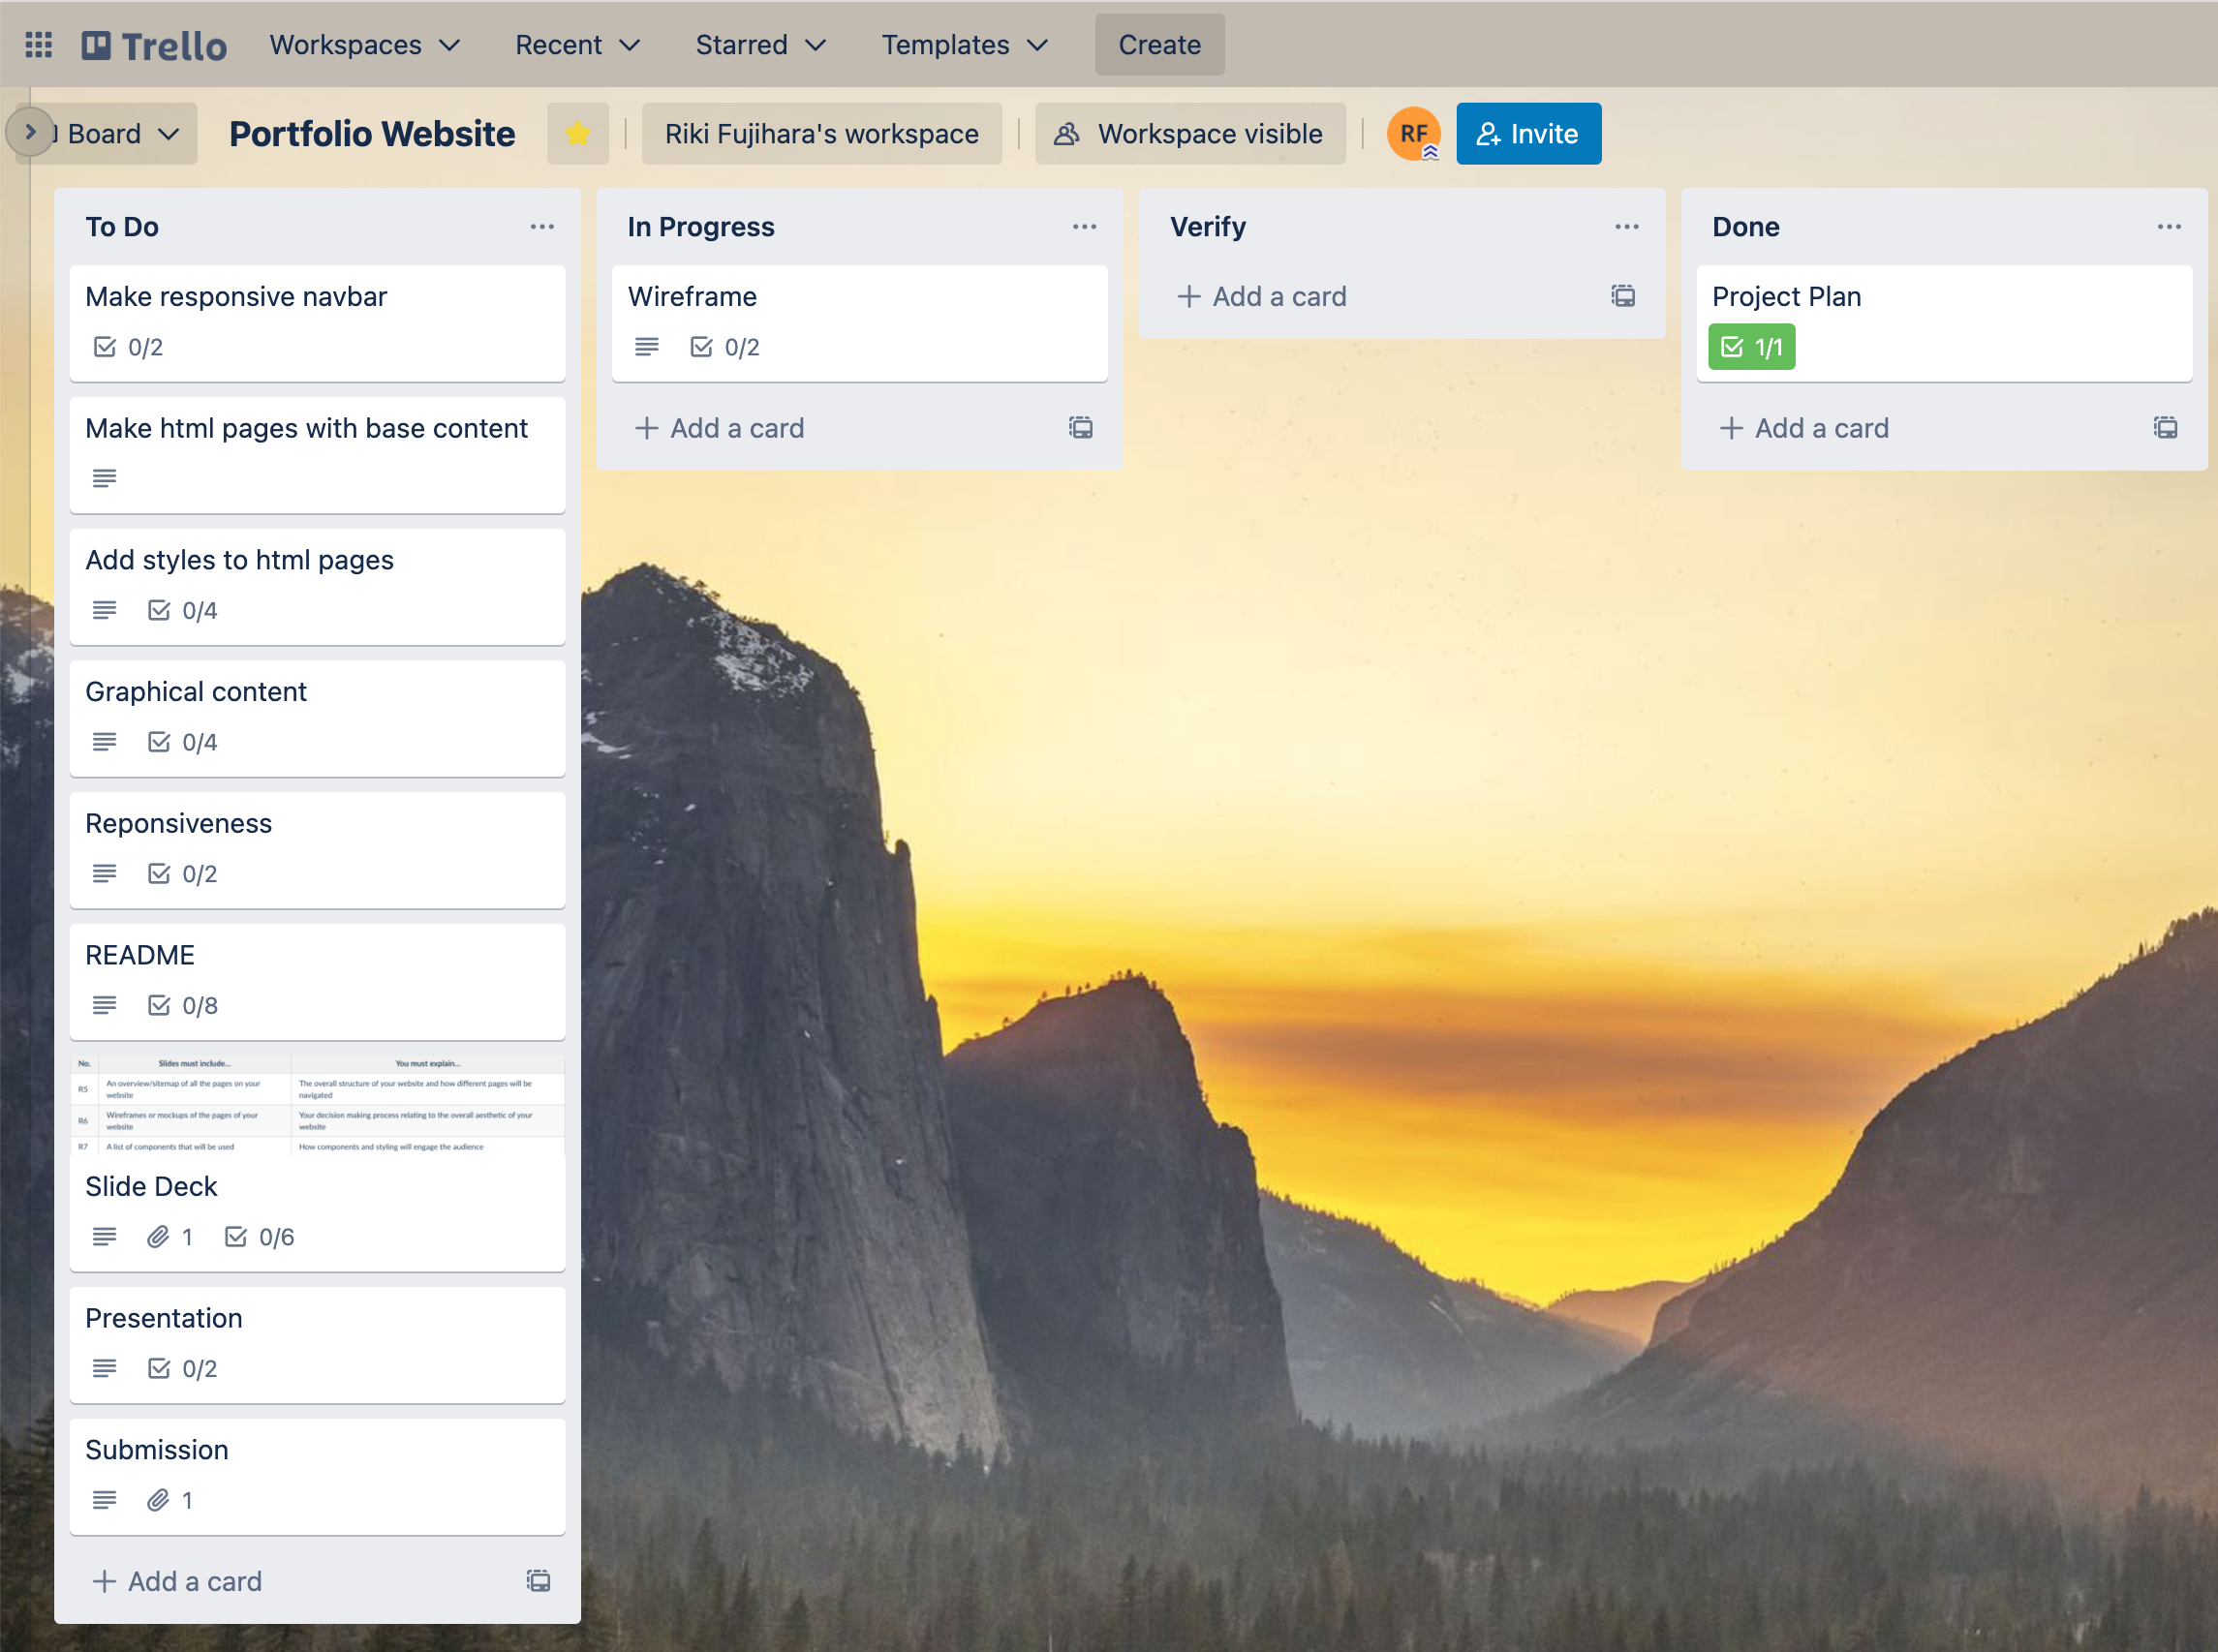 Trello Workspaces Recent Starred Templates Create
Board Portfolio Website Riki Fujihara's workspace Workspace visible RF Invite
To Do
Make responsive navbar
0/2
Make html pages with base content
Add styles to html pages
0/4
Graphical content
0/4
Reponsiveness
0/2
README
0/8
No. Slides must include... You must explain...
R5 An overview/sitemap of all the pages on your website The overall structure of your website and how different pages will be navigated
R6 Wireframes or mockups of the pages of your website Your decision making process relating to the overall aesthetic of your website
R7 A list of components that will be used How components and styling will engage the audience
Slide Deck
1 0/6
Presentation
0/2
Submission
1
Add a card
In Progress
Wireframe
0/2
Add a card
Verify
Add a card
Done
Project Plan
1/1
Add a card